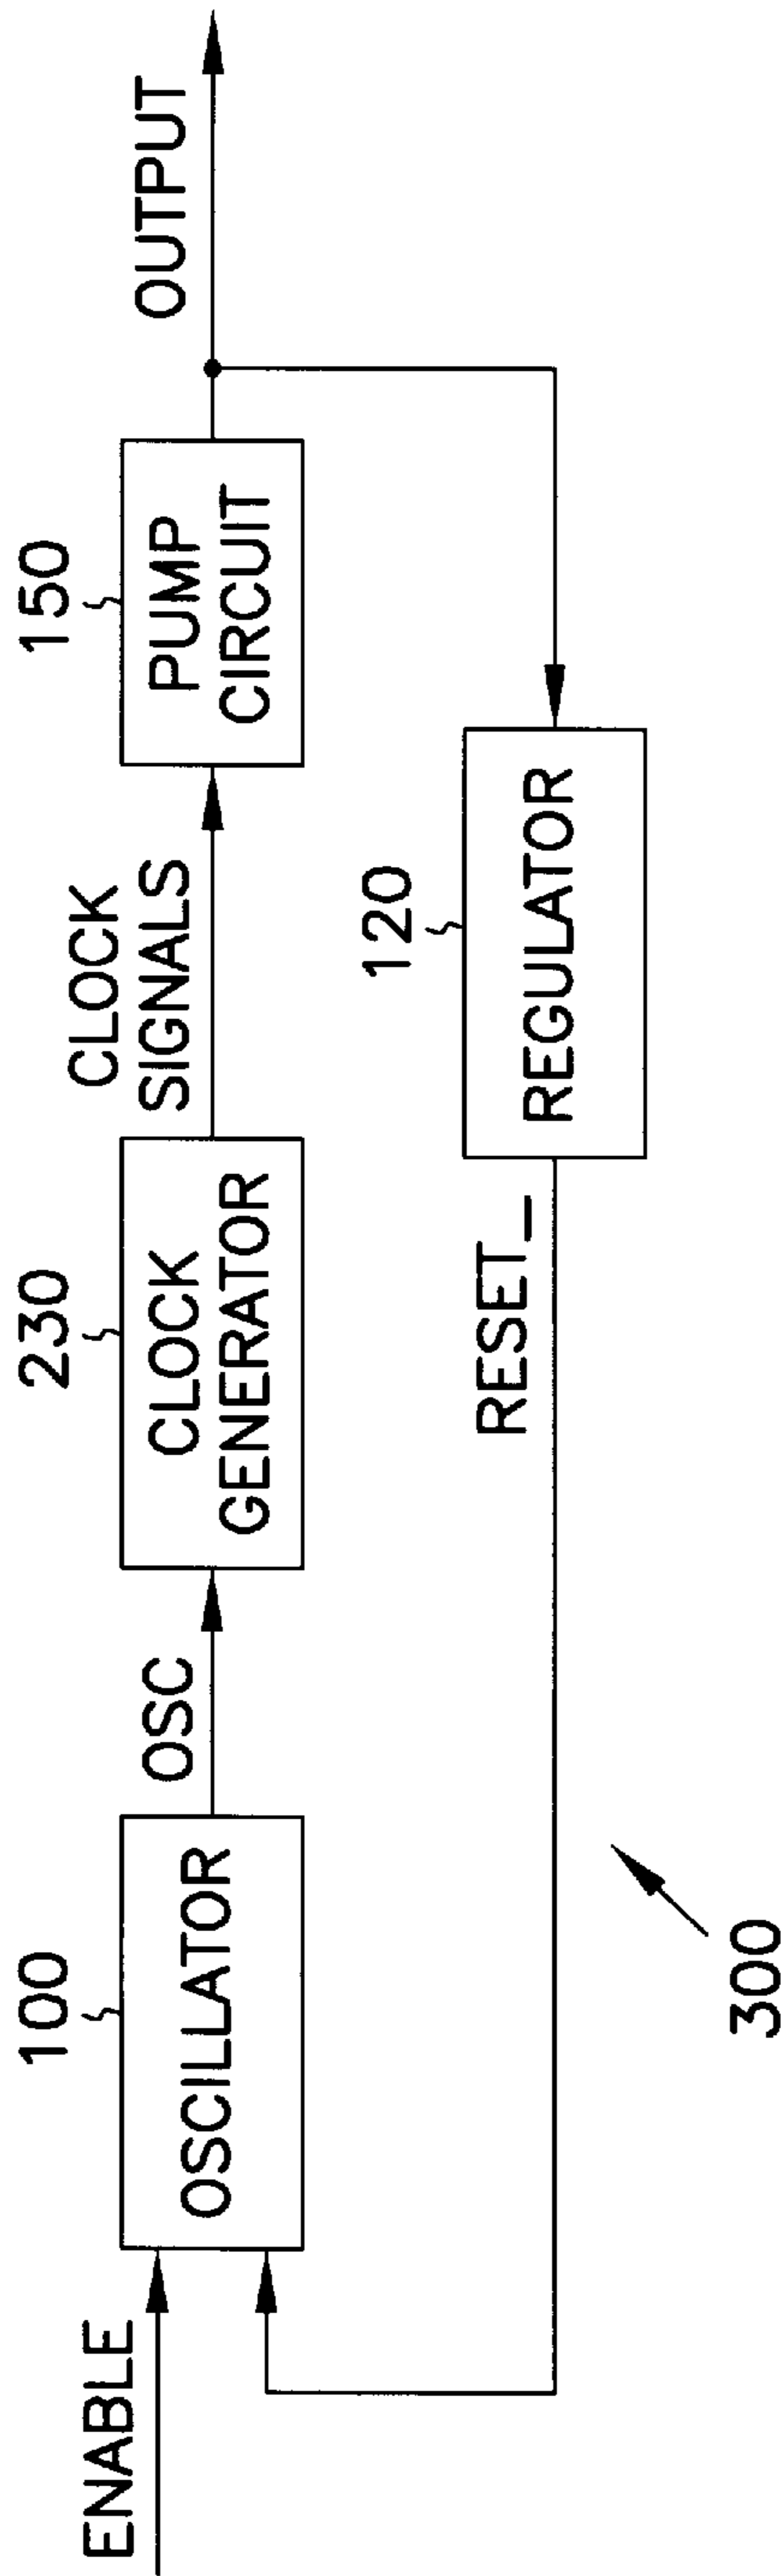 ENABLE
100
OSCILLATOR
OSC
230
CLOCK
GENERATOR
CLOCK
SIGNALS
150
PUMP
CIRCUIT
OUTPUT
120
REGULATOR
RESET_
300